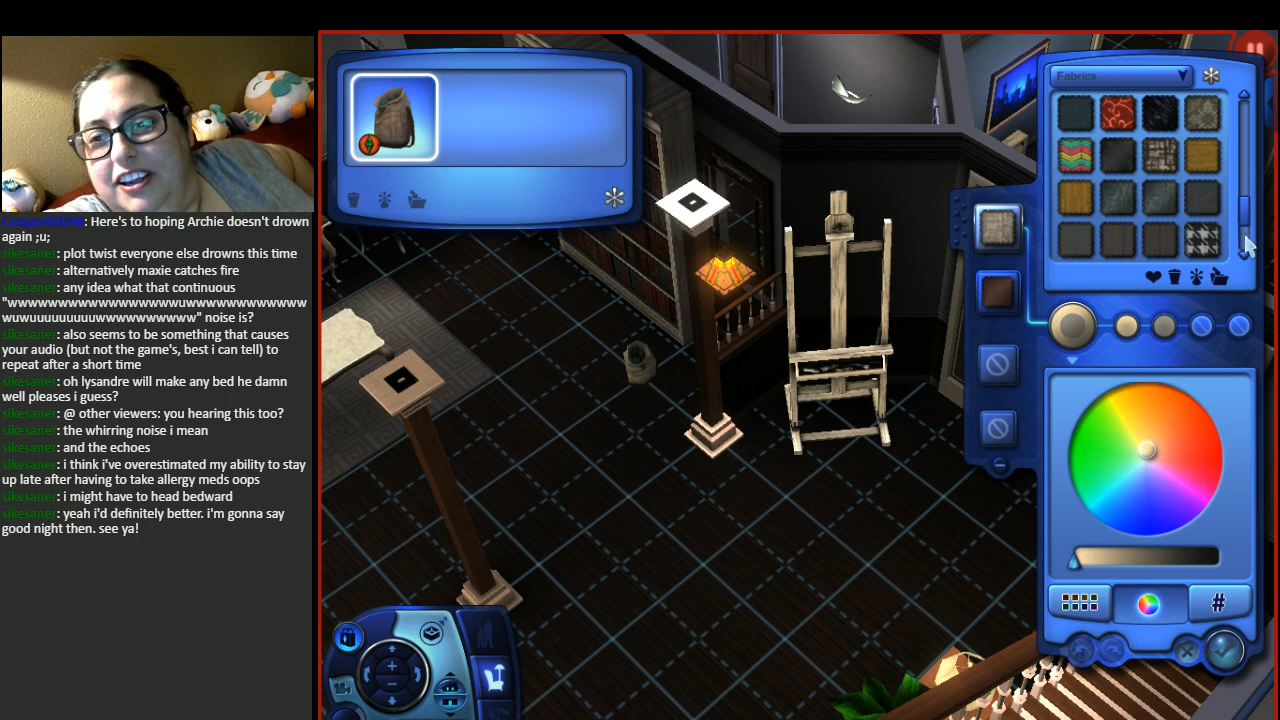 CooperKid248: Here's to hoping Archie doesn't drown
again ;u;
sikesaner: plot twist everyone else drowns this time
sikesaner: alternatively maxie catches fire
sikesaner: any idea what that continuous
"wwwwwwwwwwwwwwwwwuwwwwwwwwwwwww
wuwuuuuuuuuuwwwwwwwwwww" noise is?
sikesaner: also seems to be something that causes
your audio (but not the game's, best i can tell) to
repeat after a short time
sikesaner: oh lysandre will make any bed he damn
well pleases i guess?
sikesaner: @ other viewers: you hearing this too?
sikesaner: the whirring noise i mean
sikesaner: and the echoes
sikesaner: i think i've overestimated my ability to stay
up late after having to take allergy meds oops
sikesaner: i might have to head bedward
sikesaner: yeah i'd definitely better. i'm gonna say
good night then. see ya!
Fabrics
#